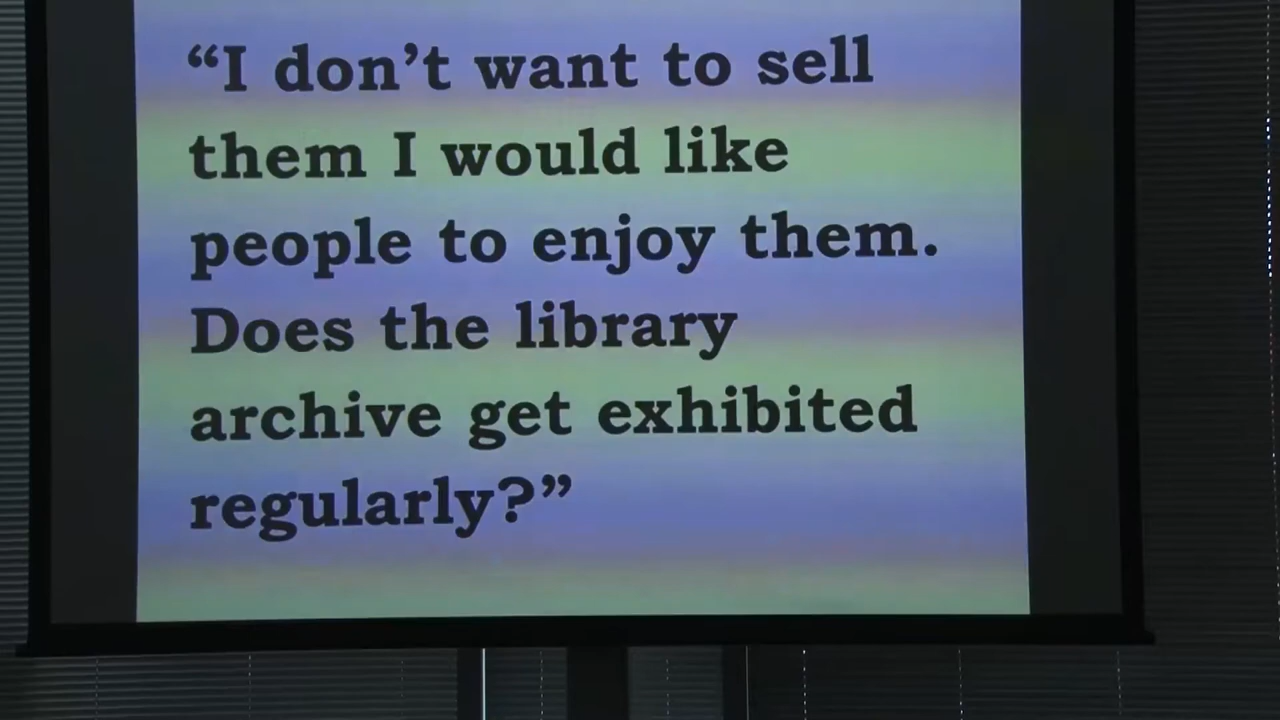 “I don’t want to sell
them I would like
people to enjoy them.
Does the library
archive get exhibited
regularly?”